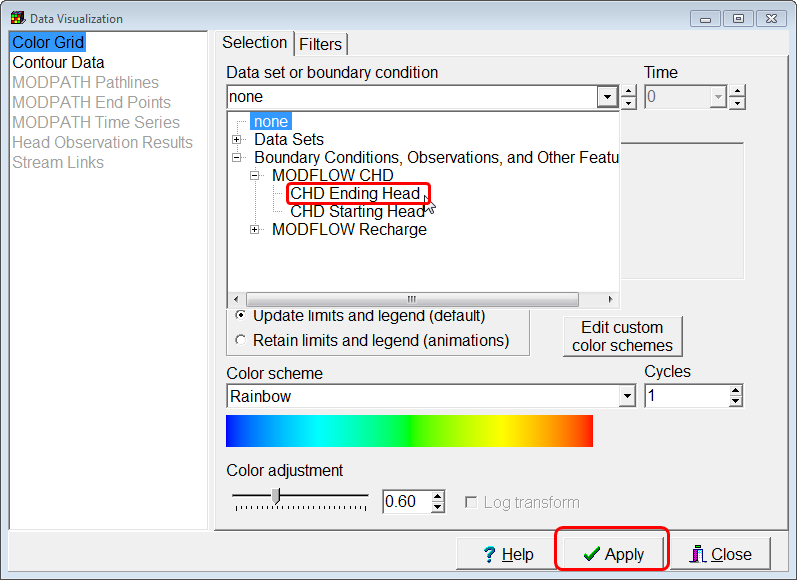 Data Visualization
Color Grid
Contour Data
MODPATH Pathlines
MODPATH End Points
MODPATH Time Series
Head Observation Results
Stream Links
Selection
Filters
Data set or boundary condition
Time
none
0
none
Data Sets
Boundary Conditions, Observations, and Other Featu
MODFLOW CHD
CHD Ending Head
CHD Starting Head
MODFLOW Recharge
Update limits and legend (default)
Retain limits and legend (animations)
Edit custom
color schemes
Color scheme
Cycles
Rainbow
1
Color adjustment
0.60
Log transform
? Help
Apply
Close